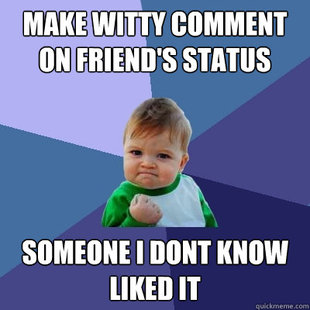 MAKE WITTY COMMENT
ON FRIEND'S STATUS
SOMEONE I DONT KNOW
LIKED IT
quickmeme.com